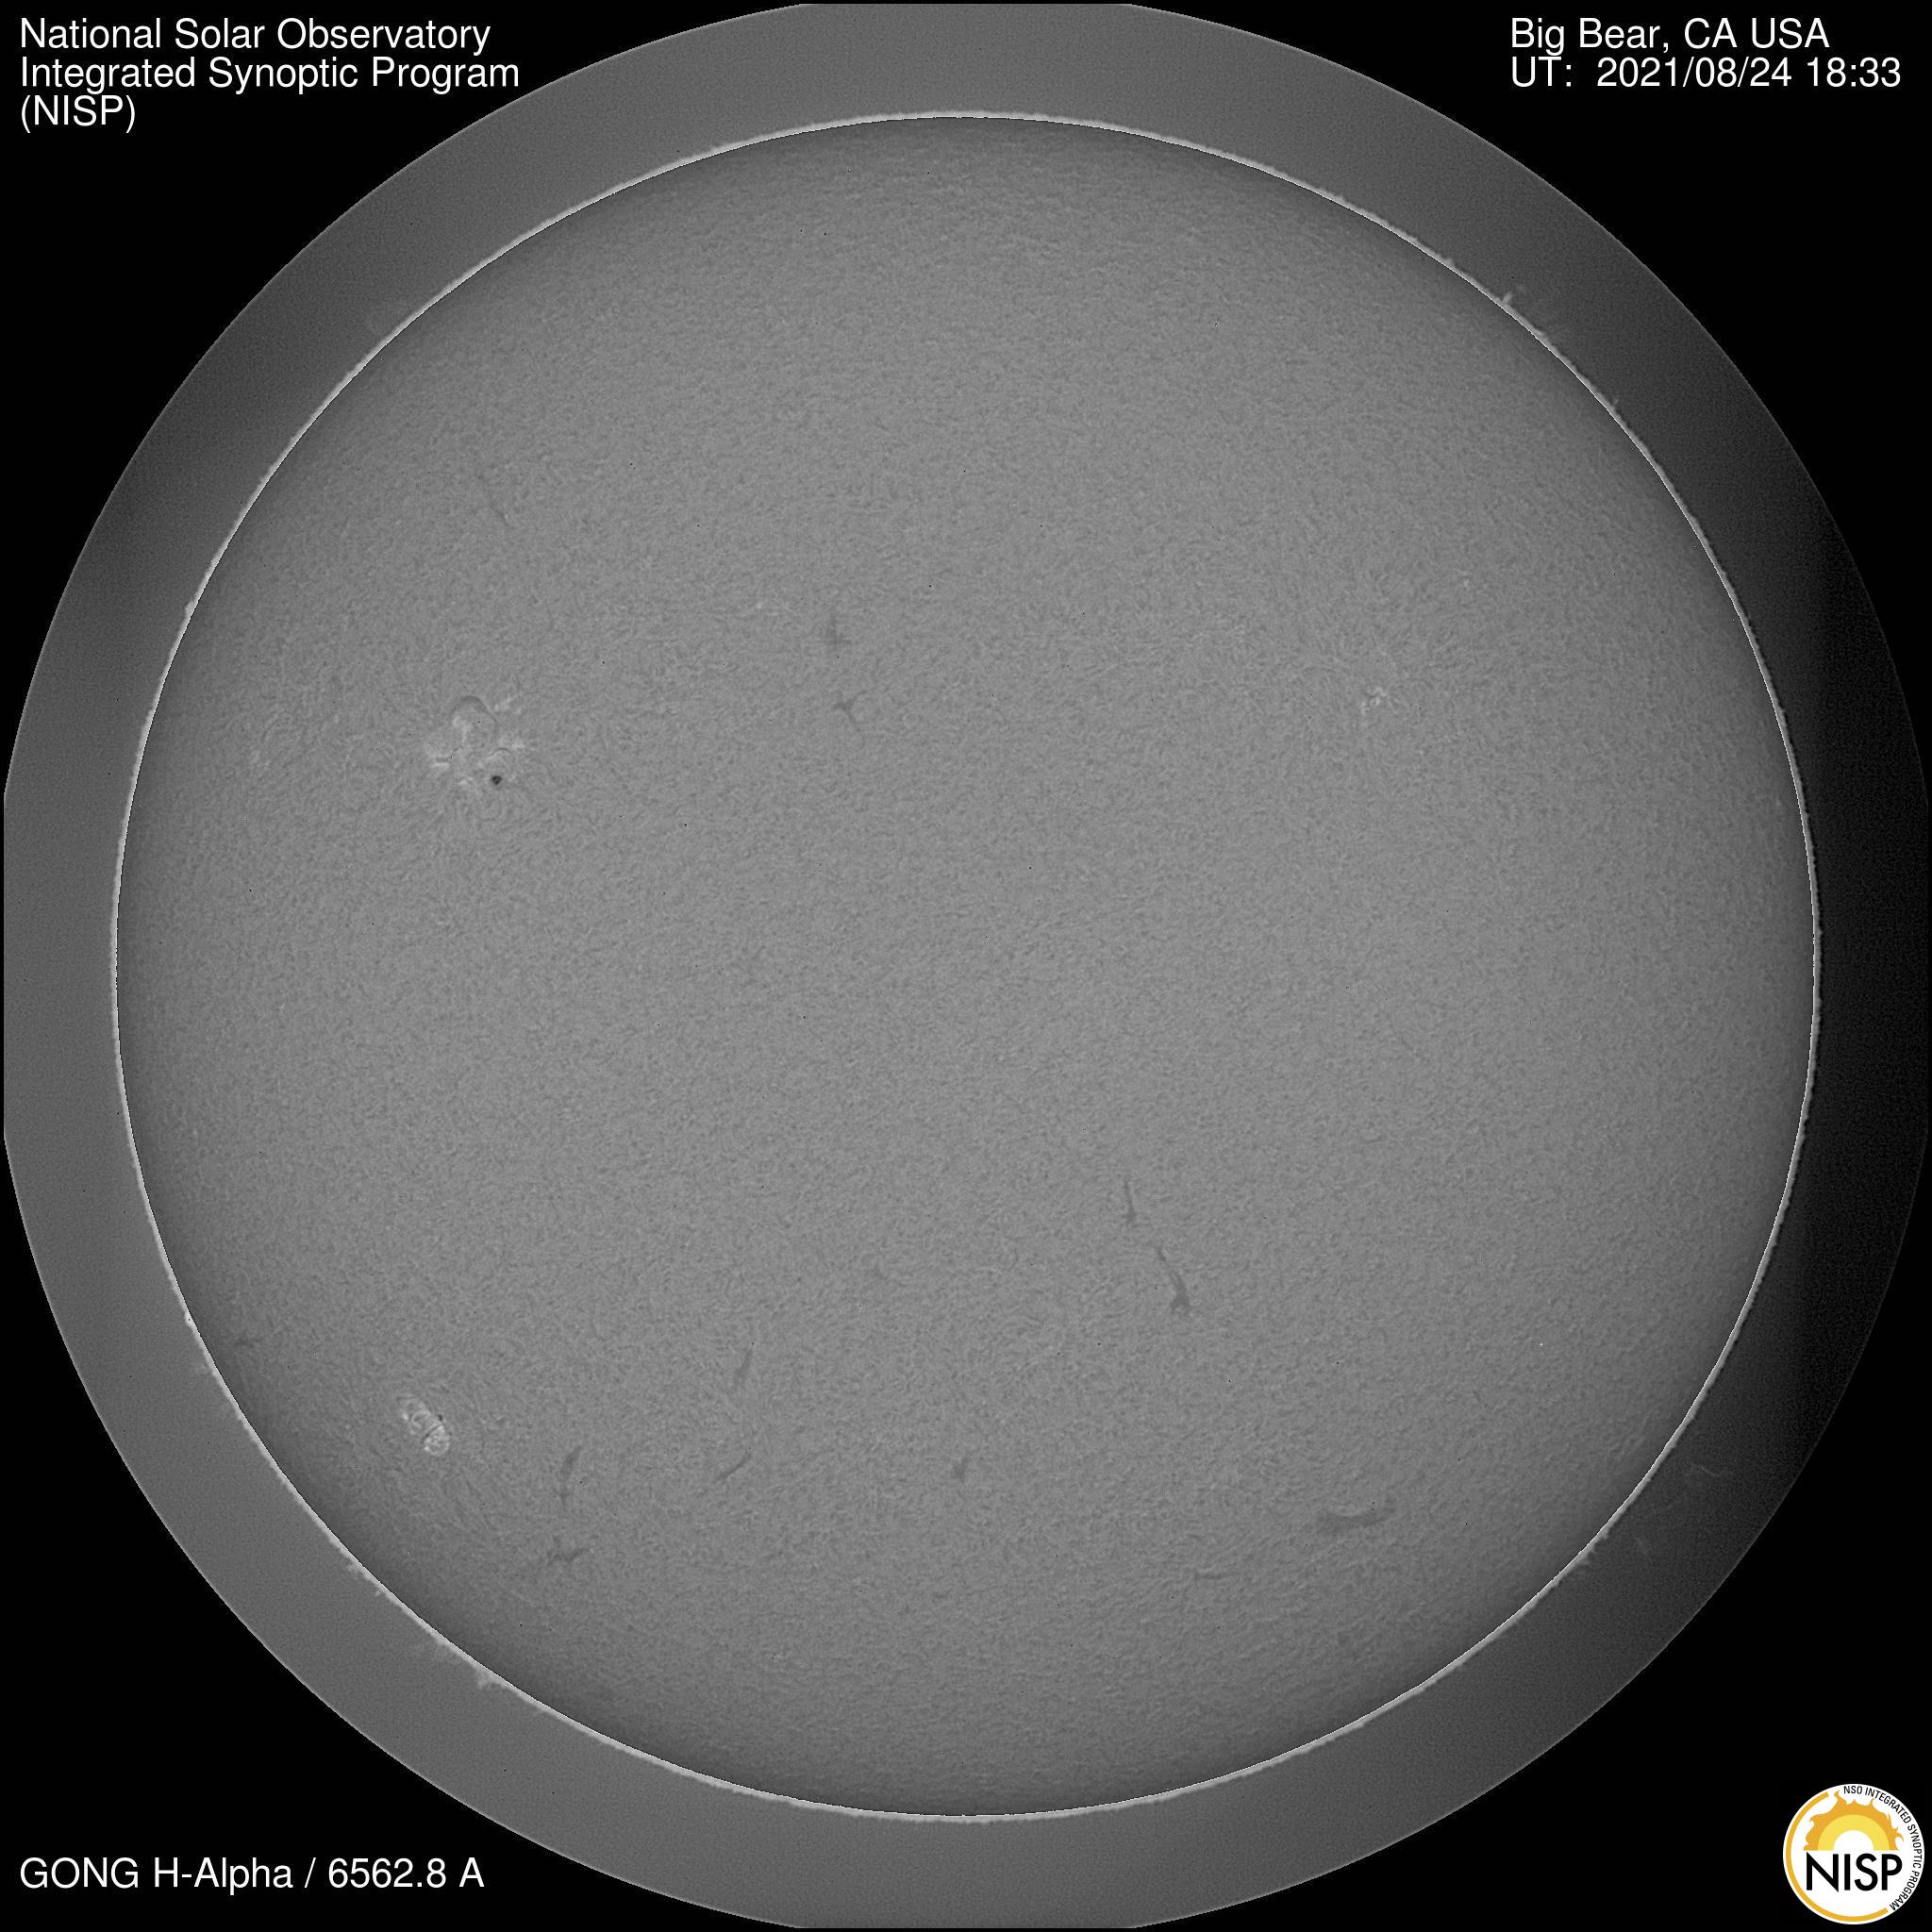 National Solar Observatory
Integrated Synoptic Program
(NISP)
Big Bear, CA USA
UT: 2021/08/24 18:33
GONG H-Alpha / 6562.8 A
NSO INTEGRATED SYNOPTIC PROGRAM
NISP